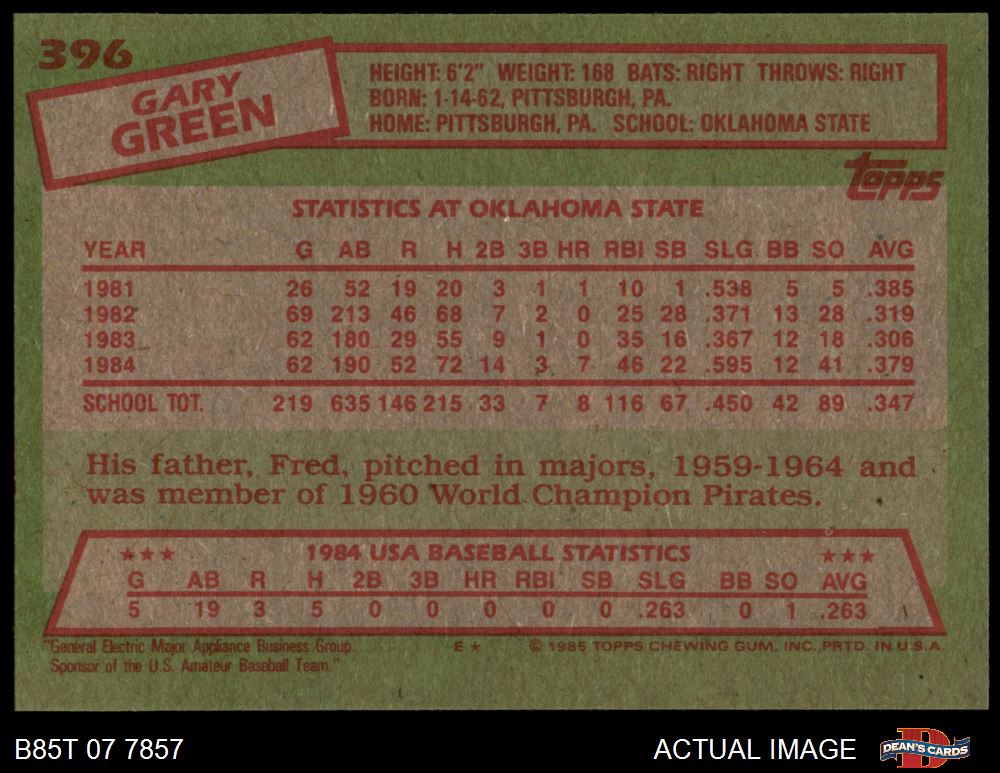 396
GARY
GREEN
HEIGHT: 6'2" WEIGHT: 168 BATS: RIGHT THROWS: RIGHT
BORN: 1-14-62, PITTSBURGH, PA.
HOME: PITTSBURGH, PA. SCHOOL: OKLAHOMA STATE
topps
STATISTICS AT OKLAHOMA STATE
YEAR G AB R H 2B 3B HR RBI SB SLG BB SO AVG
1981 26 52 19 20 3 1 1 10 1 .538 5 5 .385
1982 69 213 46 68 7 2 0 25 28 .371 13 28 .319
1983 62 180 29 55 9 1 0 35 16 .367 12 18 .306
1984 62 190 52 72 14 3 7 46 22 .595 12 41 .379
SCHOOL TOT. 219 635 146 215 33 7 8 116 67 .450 42 89 .347
His father, Fred, pitched in majors, 1959-1964 and
was member of 1960 World Champion Pirates.
★★★ 1984 USA BASEBALL STATISTICS ★★★
G AB R H 2B 3B HR RBI SB SLG BB SO AVG
5 19 3 5 0 0 0 0 0 .263 0 1 .263
"General Electric Major Appliance Business Group.
Sponsor of the U.S. Amateur Baseball Team."
E ★ © 1985 TOPPS CHEWING GUM, INC. PRTD. IN U.S.A.
B85T 07 7857
ACTUAL IMAGE
DEAN'S CARDS